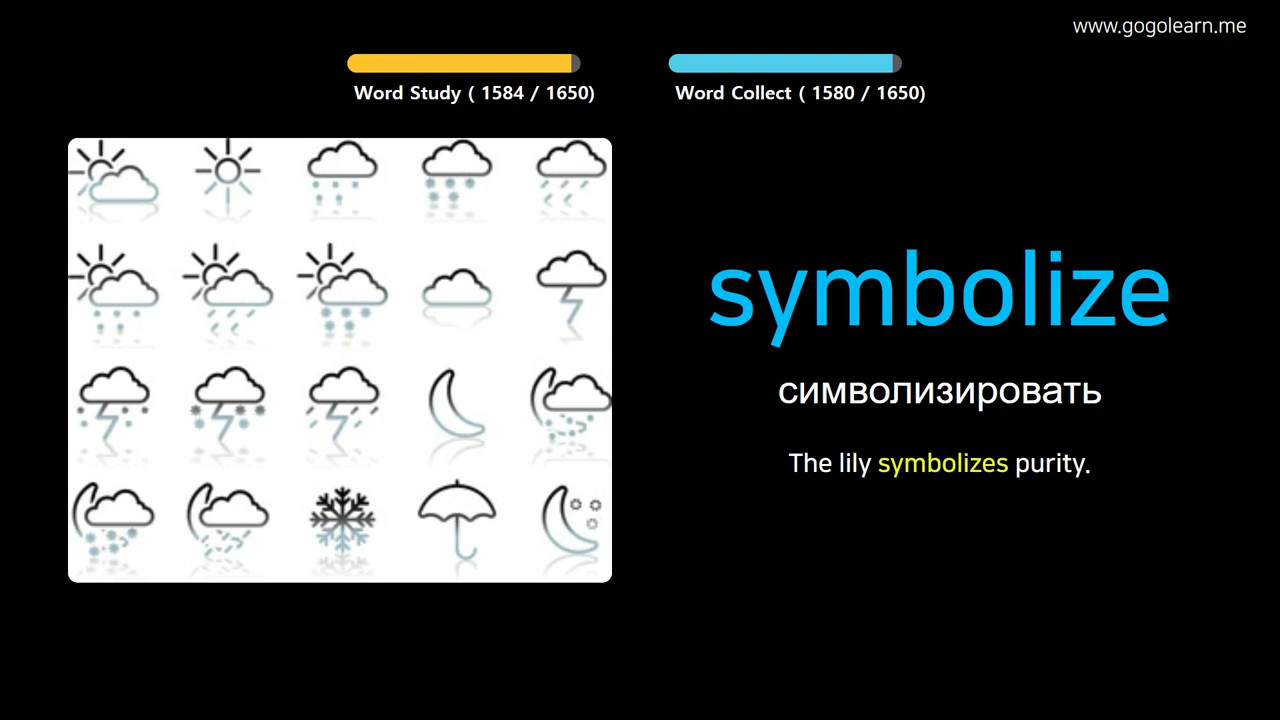 www.gogolearn.me
Word Study ( 1584 / 1650)
Word Collect ( 1580 / 1650)
symbolize
символизировать
The lily symbolizes purity.